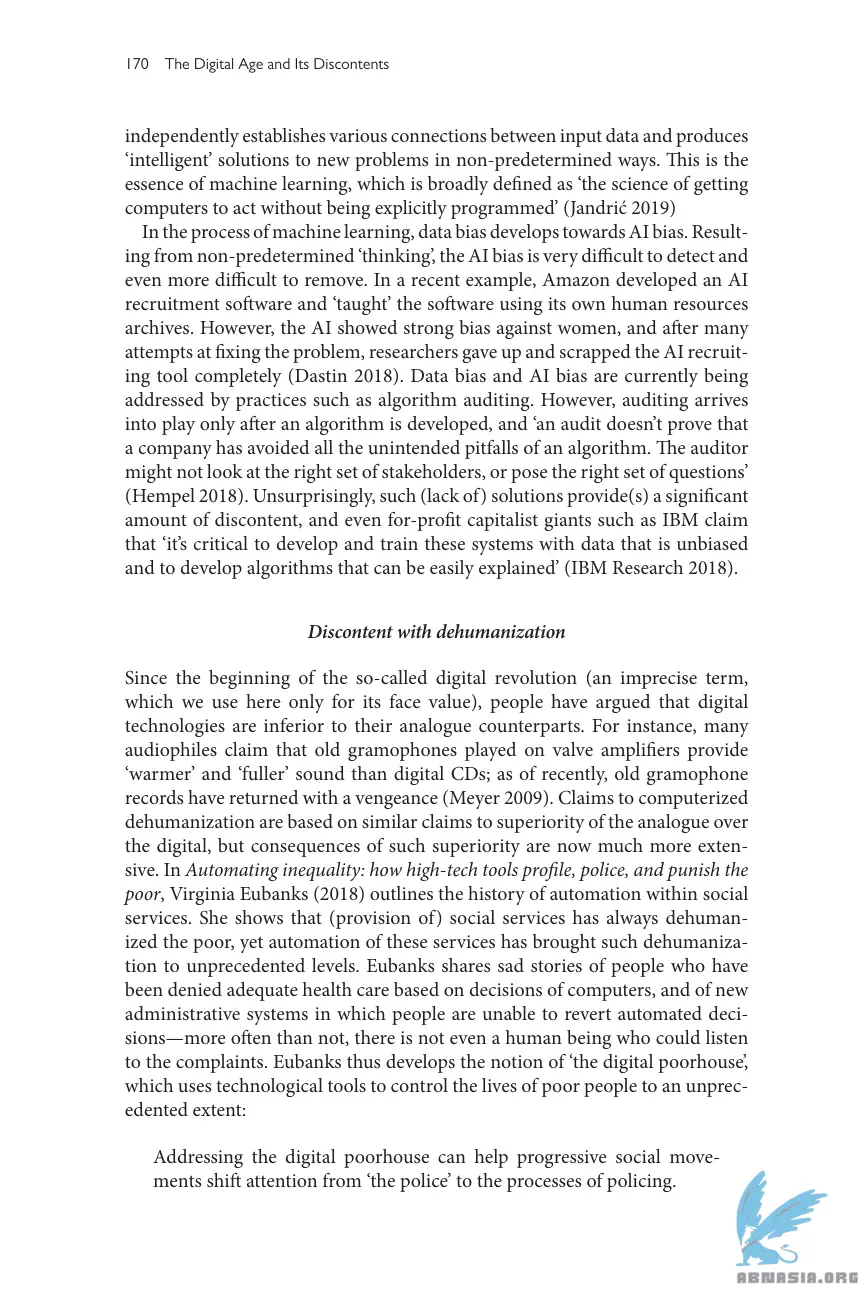 170 The Digital Age and Its Discontents
independently establishes various connections between input data and produces
‘intelligent’ solutions to new problems in non-predetermined ways. This is the
essence of machine learning, which is broadly defined as ‘the science of getting
computers to act without being explicitly programmed’ (Jandrić 2019)
In the process of machine learning, data bias develops towards AI bias. Result-
ing from non-predetermined ‘thinking’, the AI bias is very difficult to detect and
even more difficult to remove. In a recent example, Amazon developed an AI
recruitment software and ‘taught’ the software using its own human resources
archives. However, the AI showed strong bias against women, and after many
attempts at fixing the problem, researchers gave up and scrapped the AI recruit-
ing tool completely (Dastin 2018). Data bias and AI bias are currently being
addressed by practices such as algorithm auditing. However, auditing arrives
into play only after an algorithm is developed, and ‘an audit doesn’t prove that
a company has avoided all the unintended pitfalls of an algorithm. The auditor
might not look at the right set of stakeholders, or pose the right set of questions’
(Hempel 2018). Unsurprisingly, such (lack of) solutions provide(s) a significant
amount of discontent, and even for-profit capitalist giants such as IBM claim
that ‘it’s critical to develop and train these systems with data that is unbiased
and to develop algorithms that can be easily explained’ (IBM Research 2018).
Discontent with dehumanization
Since the beginning of the so-called digital revolution (an imprecise term,
which we use here only for its face value), people have argued that digital
technologies are inferior to their analogue counterparts. For instance, many
audiophiles claim that old gramophones played on valve amplifiers provide
‘warmer’ and ‘fuller’ sound than digital CDs; as of recently, old gramophone
records have returned with a vengeance (Meyer 2009). Claims to computerized
dehumanization are based on similar claims to superiority of the analogue over
the digital, but consequences of such superiority are now much more exten-
sive. In Automating inequality: how high-tech tools profile, police, and punish the
poor, Virginia Eubanks (2018) outlines the history of automation within social
services. She shows that (provision of) social services has always dehuman-
ized the poor, yet automation of these services has brought such dehumaniza-
tion to unprecedented levels. Eubanks shares sad stories of people who have
been denied adequate health care based on decisions of computers, and of new
administrative systems in which people are unable to revert automated deci-
sions—more often than not, there is not even a human being who could listen
to the complaints. Eubanks thus develops the notion of ‘the digital poorhouse’,
which uses technological tools to control the lives of poor people to an unprec-
edented extent:
Addressing the digital poorhouse can help progressive social move-
ments shift attention from ‘the police’ to the processes of policing.
ABNASIA.ORG